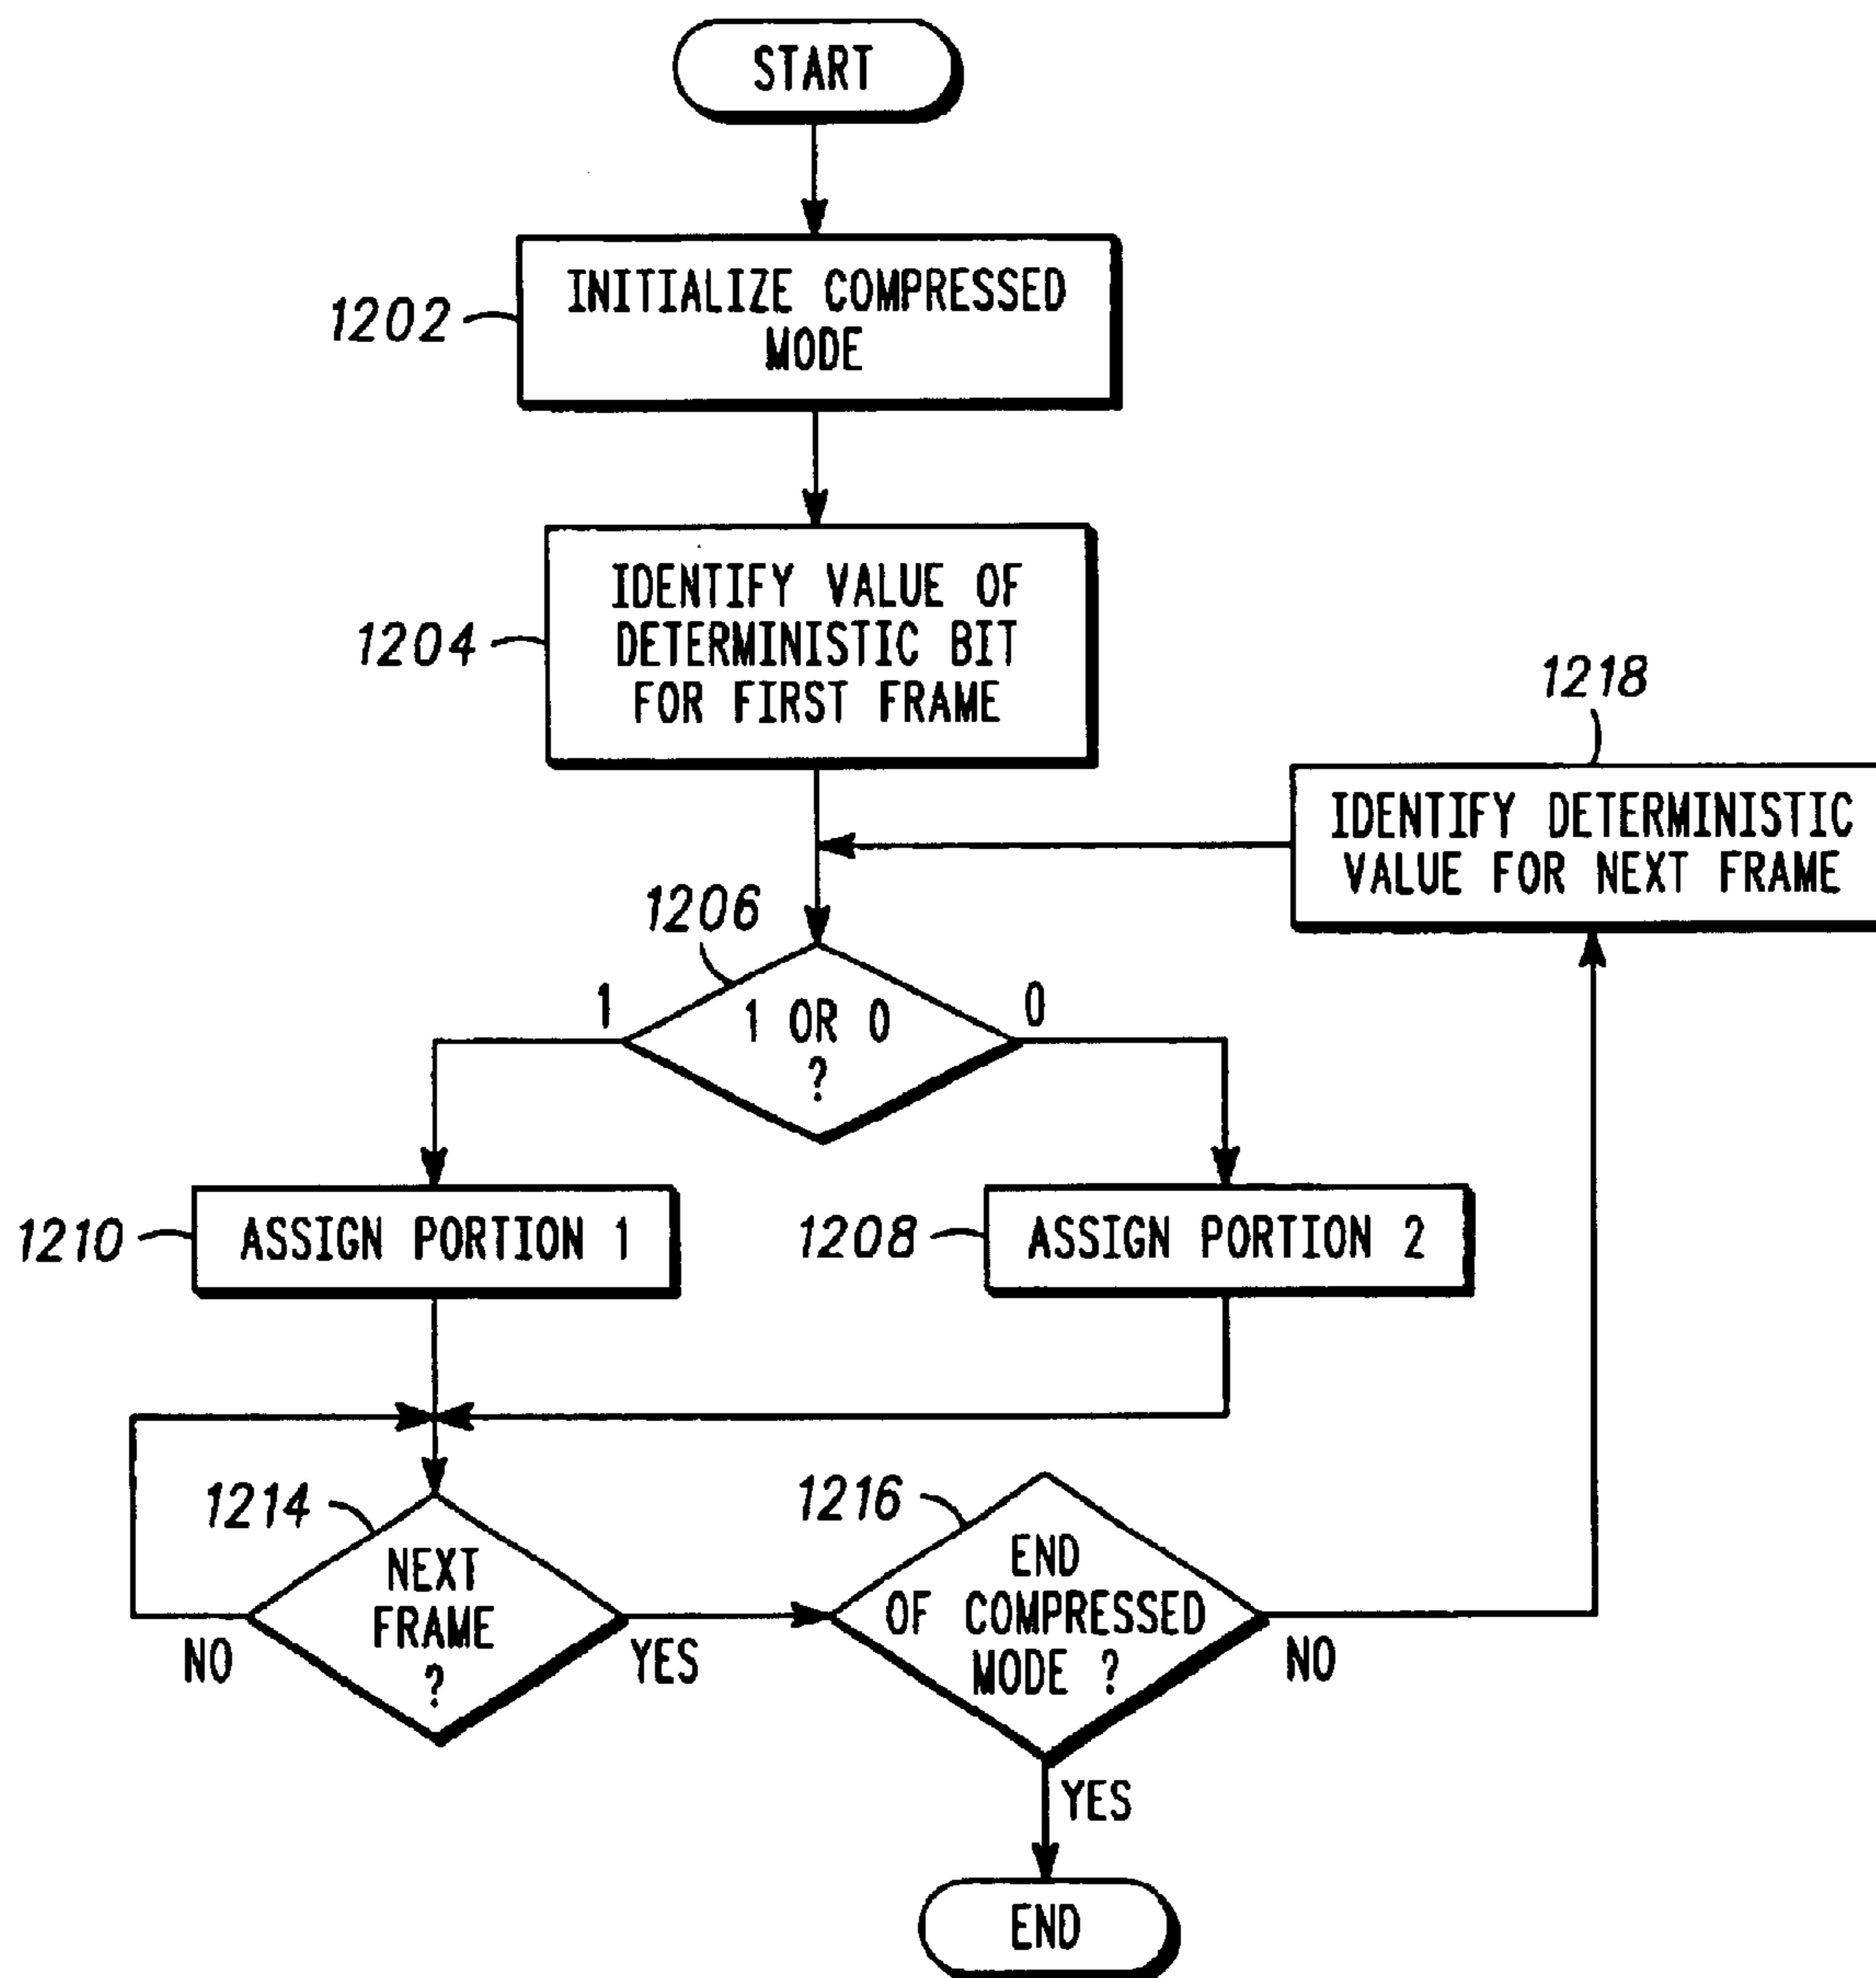 START
1202
INITIALIZE COMPRESSED
MODE
1204
IDENTIFY VALUE OF
DETERMINISTIC BIT
FOR FIRST FRAME
1218
IDENTIFY DETERMINISTIC
VALUE FOR NEXT FRAME
1206
1
1 OR 0
?
0
1210
ASSIGN PORTION 1
1208
ASSIGN PORTION 2
1214
NEXT
FRAME
?
NO
YES
1216
END
OF COMPRESSED
MODE ?
NO
YES
END